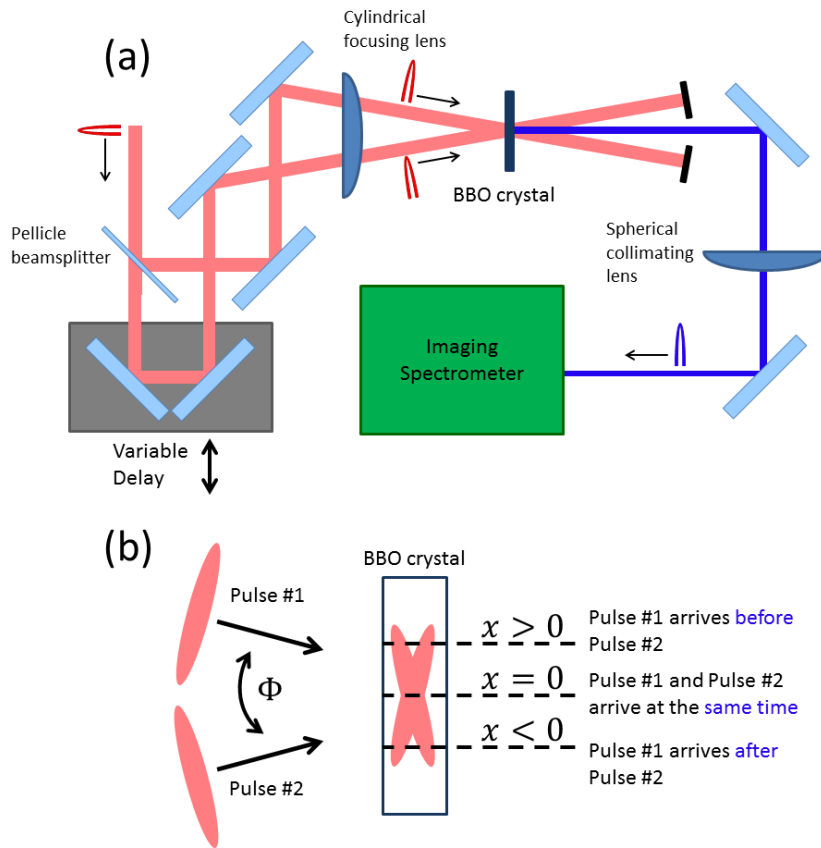 (a)
Cylindrical
focusing lens
Pellicle
beamsplitter
BBO crystal
Spherical
collimating
lens
Imaging
Spectrometer
Variable
Delay
(b)
BBO crystal
Pulse #1
Φ
Pulse #2
x > 0
Pulse #1 arrives before
Pulse #2
x = 0
Pulse #1 and Pulse #2
arrive at the same time
x < 0
Pulse #1 arrives after
Pulse #2